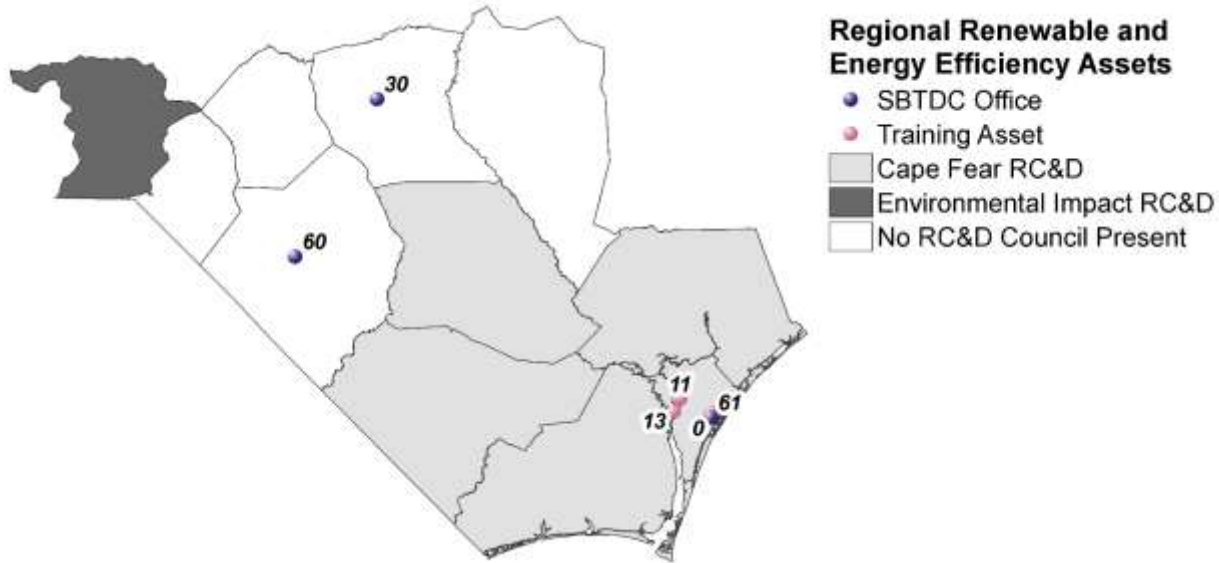 Regional Renewable and
Energy Efficiency Assets
SBTDC Office
Training Asset
Cape Fear RC&D
Environmental Impact RC&D
No RC&D Council Present
30
60
11
61
13
0